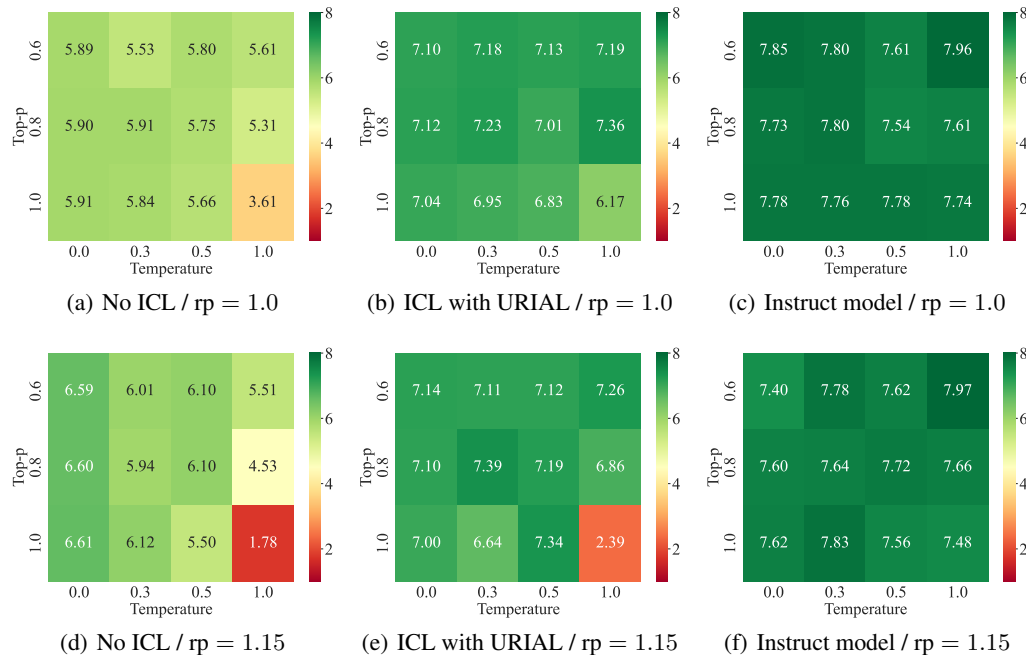 8
0.6 5.89 5.53 5.80 5.61
6
Top-p 0.8 5.90 5.91 5.75 5.31
4
1.0 5.91 5.84 5.66 3.61
2
0.0 0.3 0.5 1.0
Temperature
(a) No ICL / rp = 1.0
8
0.6 7.10 7.18 7.13 7.19
6
Top-p 0.8 7.12 7.23 7.01 7.36
4
1.0 7.04 6.95 6.83 6.17
2
0.0 0.3 0.5 1.0
Temperature
(b) ICL with URIAL / rp = 1.0
8
0.6 7.85 7.80 7.61 7.96
6
Top-p 0.8 7.73 7.80 7.54 7.61
4
1.0 7.78 7.76 7.78 7.74
2
0.0 0.3 0.5 1.0
Temperature
(c) Instruct model / rp = 1.0
8
0.6 6.59 6.01 6.10 5.51
6
Top-p 0.8 6.60 5.94 6.10 4.53
4
1.0 6.61 6.12 5.50 1.78
2
0.0 0.3 0.5 1.0
Temperature
(d) No ICL / rp = 1.15
8
0.6 7.14 7.11 7.12 7.26
6
Top-p 0.8 7.10 7.39 7.19 6.86
4
1.0 7.00 6.64 7.34 2.39
2
0.0 0.3 0.5 1.0
Temperature
(e) ICL with URIAL / rp = 1.15
8
0.6 7.40 7.78 7.62 7.97
6
Top-p 0.8 7.60 7.64 7.72 7.66
4
1.0 7.62 7.83 7.56 7.48
2
0.0 0.3 0.5 1.0
Temperature
(f) Instruct model / rp = 1.15